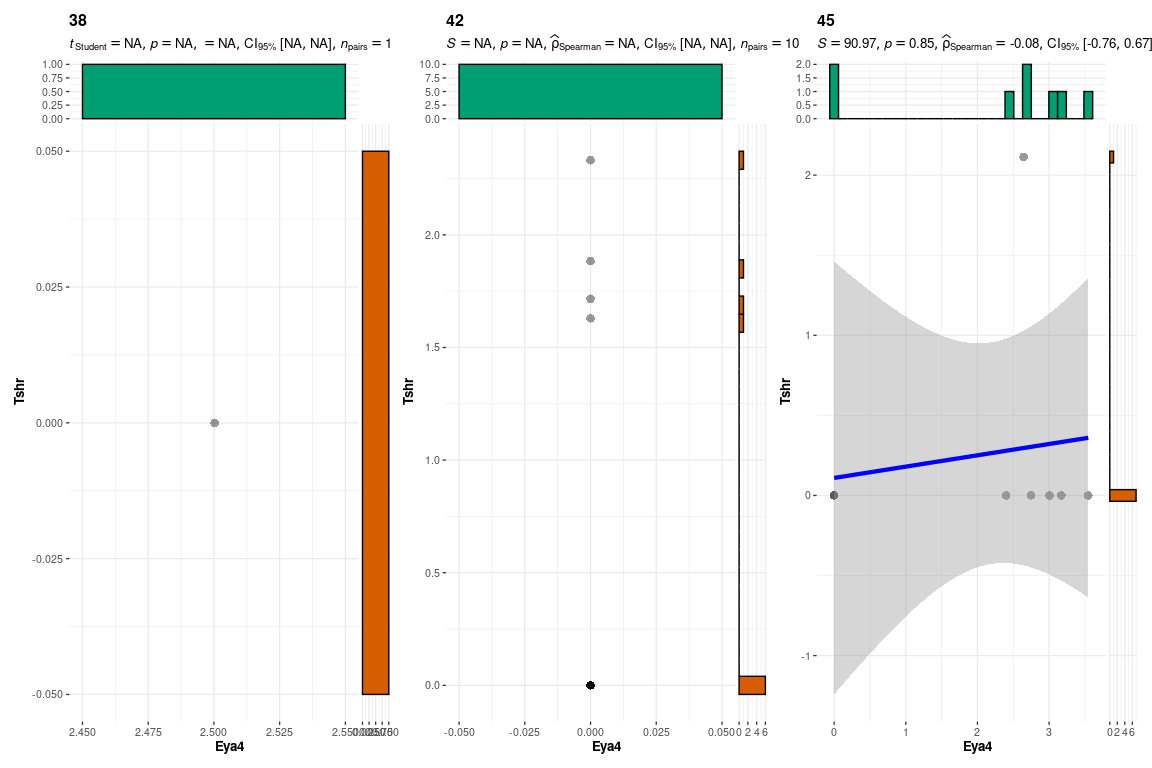 38
t Student = NA, p = NA, = NA, CI95% [NA, NA], n pairs = 1
1.00
0.75
0.50
0.25
0.00
0.050
0.025
0.000
-0.025
-0.050
Tshr
2.450 2.475 2.500 2.525 2.550
Eya4
42
S = NA, p = NA, ρ̂ Spearman = NA, CI95% [NA, NA], n pairs = 10
10.0
7.5
5.0
2.5
0.0
2.0
1.5
1.0
0.5
0.0
Tshr
-0.050 -0.025 0.000 0.025 0.050 0 2 4 6
Eya4
45
S = 90.97, p = 0.85, ρ̂ Spearman = -0.08, CI95% [-0.76, 0.67]
2.0
1.5
1.0
0.5
0.0
2
1
0
-1
Tshr
0 1 2 3 0 2 4 6
Eya4